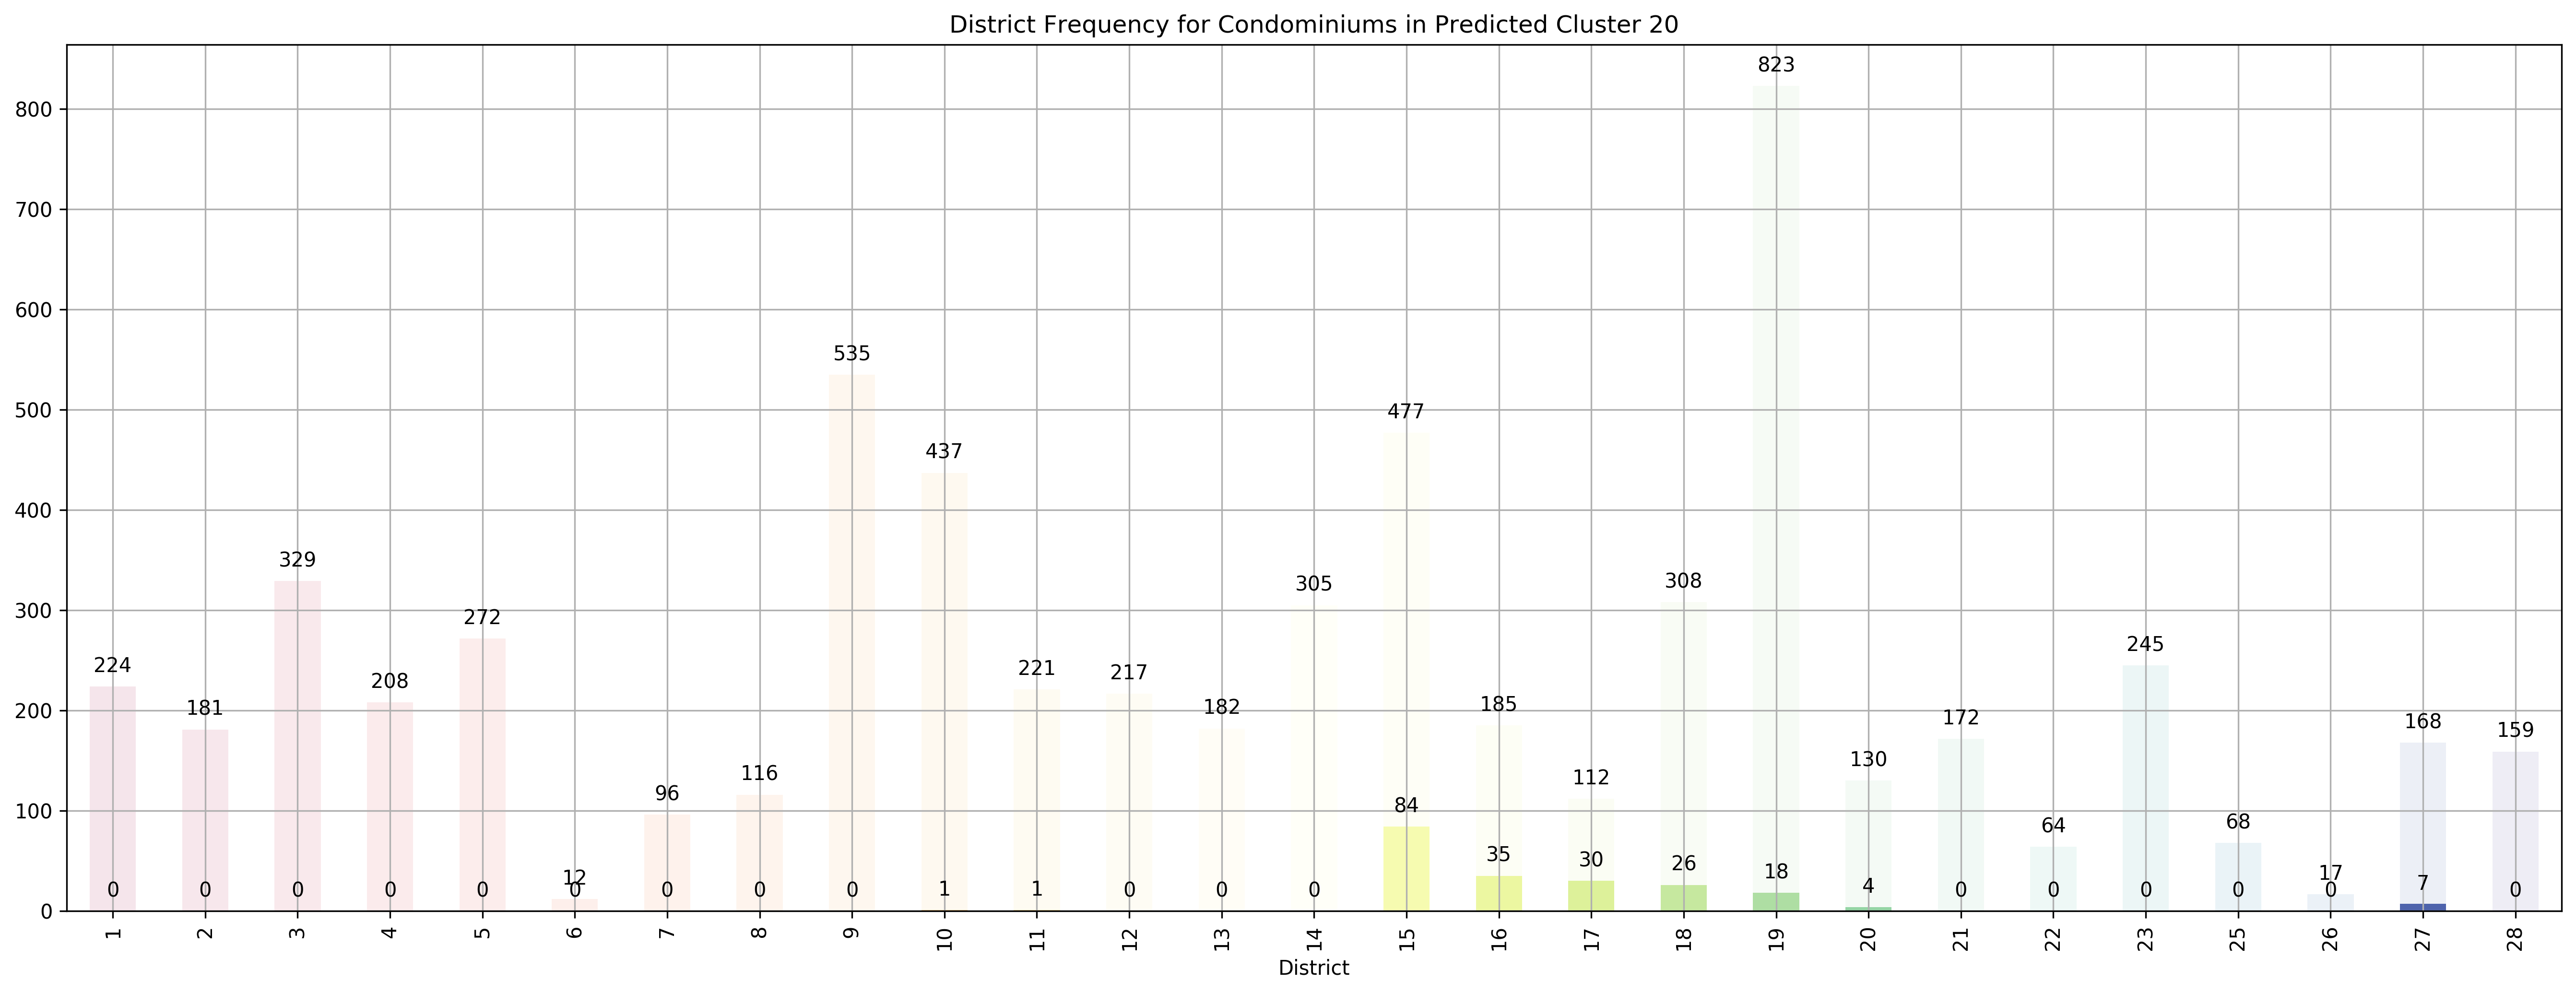 District Frequency for Condominiums in Predicted Cluster 20
800
700
600
500
400
300
200
100
0
224 181 329 208 272 12 96 116 535 437 221 217 182 305 477 185 112 308 823 130 172 64 245 68 17 168 159
0 0 0 0 0 0 0 0 0 1 1 0 0 0 84 35 30 26 18 4 0 0 0 0 0 7 0
1 2 3 4 5 6 7 8 9 10 11 12 13 14 15 16 17 18 19 20 21 22 23 25 26 27 28
District